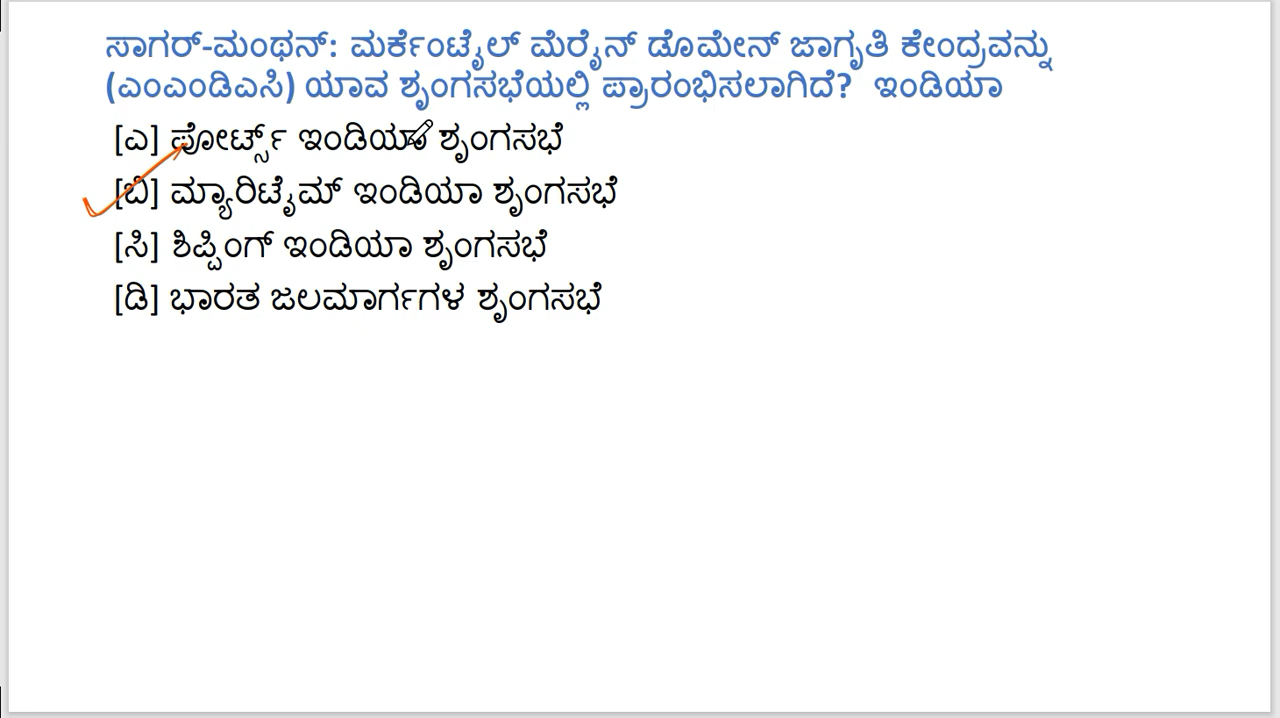 ಸಾಗರ್-ಮಂಥನ್: ಮರ್ಕೆಂಟೈಲ್ ಮೆರೈನ್ ಡೊಮೇನ್ ಜಾಗೃತಿ ಕೇಂದ್ರವನ್ನು
(ಎಂಎಂಡಿಎಸಿ) ಯಾವ ಶೃಂಗಸಭೆಯಲ್ಲಿ ಪ್ರಾರಂಭಿಸಲಾಗಿದೆ? ಇಂಡಿಯಾ
[ಎ] ಪೋರ್ಟ್ಸ್ ಇಂಡಿಯಾ ಶೃಂಗಸಭೆ
[ಬಿ] ಮ್ಯಾರಿಟೈಮ್ ಇಂಡಿಯಾ ಶೃಂಗಸಭೆ
[ಸಿ] ಶಿಪ್ಪಿಂಗ್ ಇಂಡಿಯಾ ಶೃಂಗಸಭೆ
[ಡಿ] ಭಾರತ ಜಲಮಾರ್ಗಗಳ ಶೃಂಗಸಭೆ